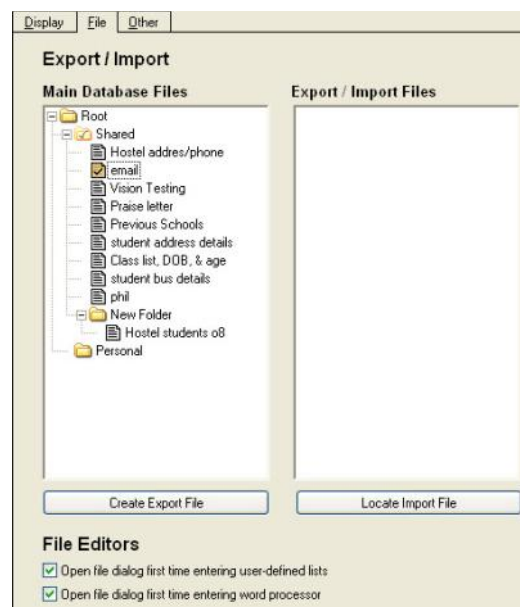 Display File Other
Export / Import
Main Database Files Export / Import Files
Root
Shared
Hostel addres/phone
email
Vision Testing
Praise letter
Previous Schools
student address details
Class list, DOB, & age
student bus details
phil
New Folder
Hostel students o8
Personal
Create Export File Locate Import File
File Editors
Open file dialog first time entering user-defined lists
Open file dialog first time entering word processor